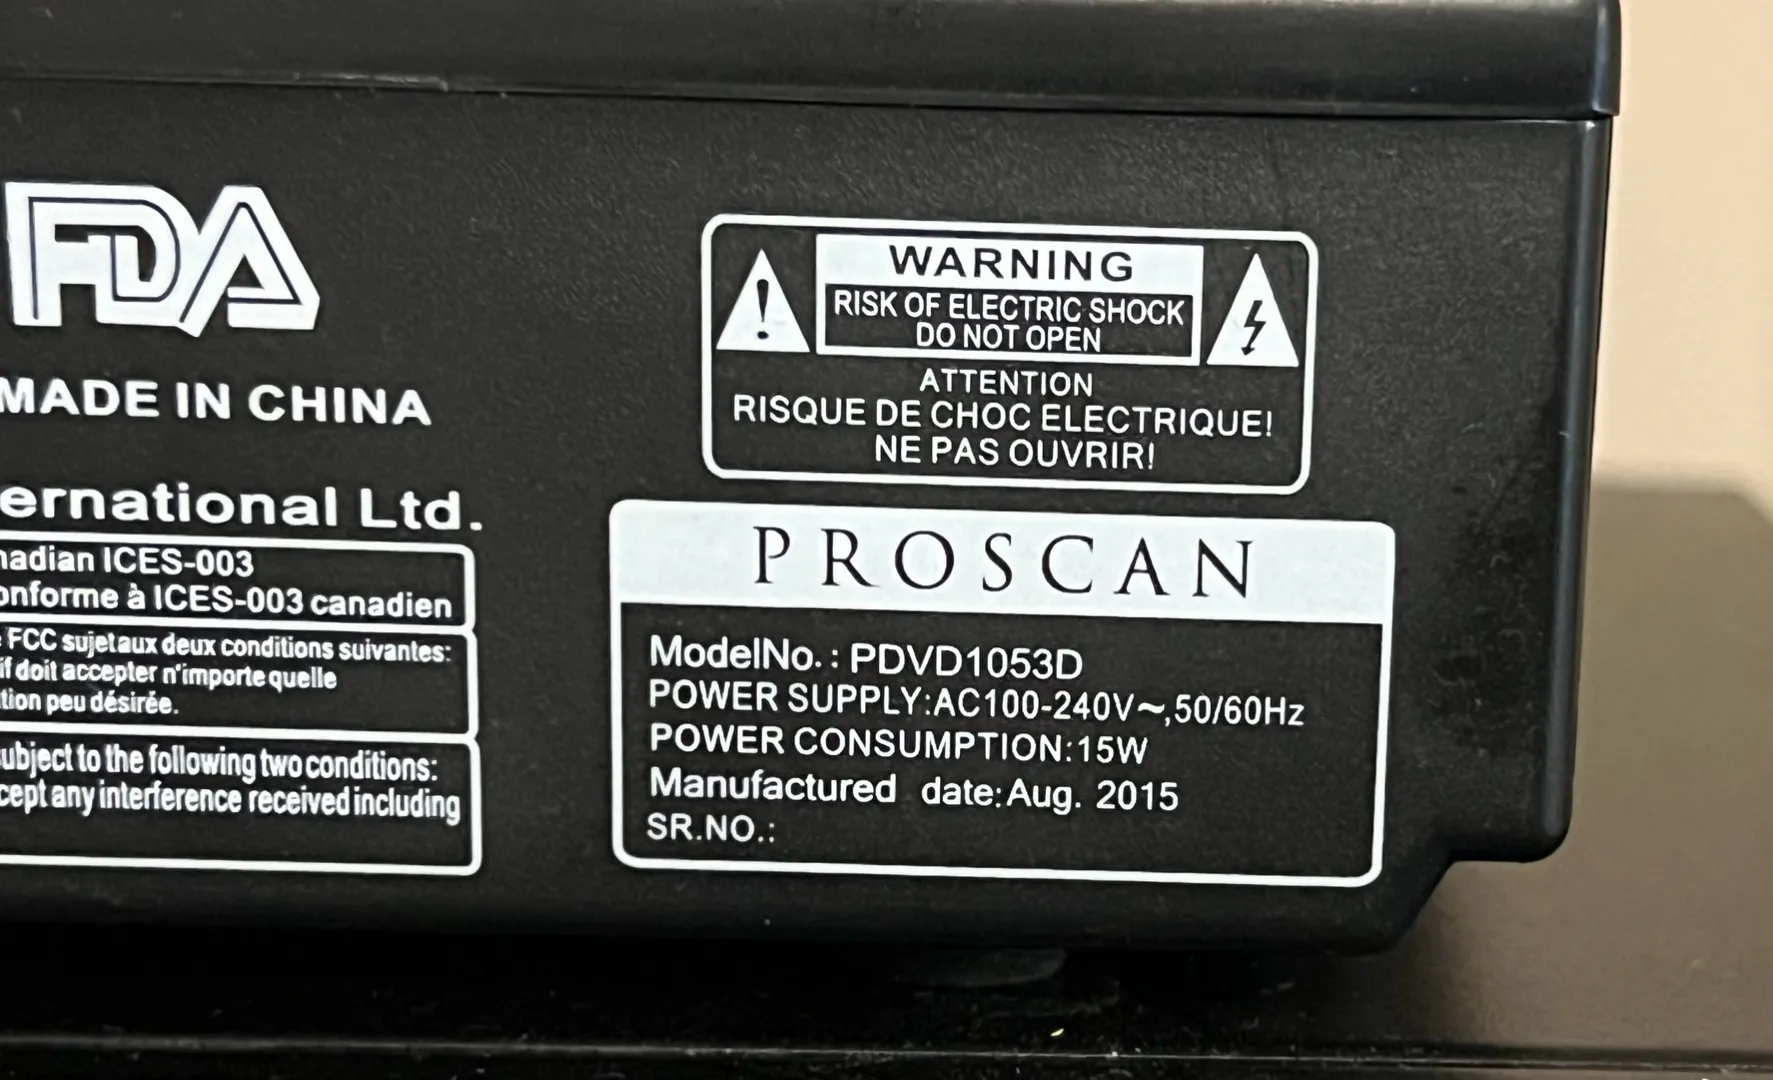 FDA
MADE IN CHINA
ernational Ltd.
nadian ICES-003
onforme à ICES-003 canadien
FCC sujetaux deux conditions suivantes:
if doit accepter n'importe quelle
tion peu désirée.
ubject to the following two conditions:
cept any interference received including
WARNING
RISK OF ELECTRIC SHOCK
DO NOT OPEN
ATTENTION
RISQUE DE CHOC ELECTRIQUE!
NE PAS OUVRIR!
PROSCAN
ModelNo.: PDVD1053D
POWER SUPPLY:AC100-240V~,50/60Hz
POWER CONSUMPTION:15W
Manufactured date:Aug. 2015
SR.NO.: